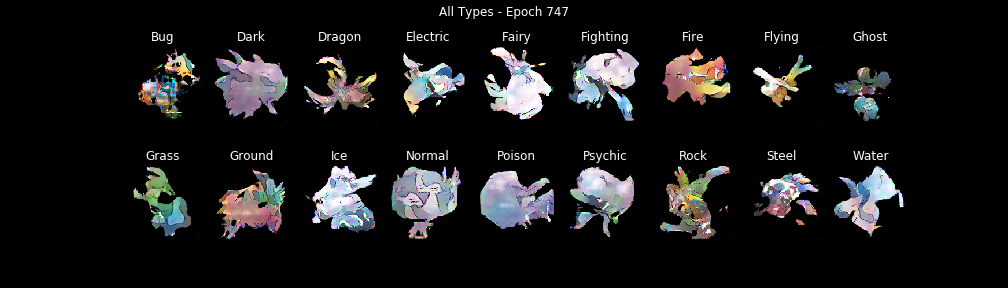 All Types - Epoch 747
Bug Dark Dragon Electric Fairy Fighting Fire Flying Ghost
Grass Ground Ice Normal Poison Psychic Rock Steel Water